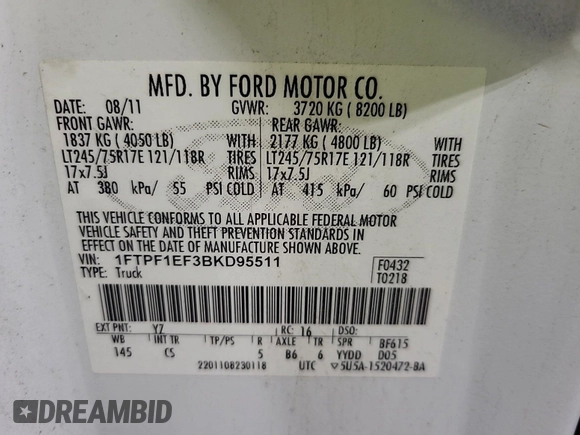 MFD. BY FORD MOTOR CO.
DATE: 08/11 GVWR: 3720 KG ( 8200 LB)
FRONT GAWR: REAR GAWR:
1837 KG ( 4050 LB) WITH 2177 KG ( 4800 LB) WITH
LT245/75R17E 121/118R TIRES LT245/75R17E 121/118R TIRES
17x7.5J RIMS 17x7.5J RIMS
AT 380 kPa/ 55 PSI COLD AT 415 kPa/ 60 PSI COLD
THIS VEHICLE CONFORMS TO ALL APPLICABLE FEDERAL MOTOR
VEHICLE SAFETY AND THEFT PREVENTION STANDARDS IN
EFFECT ON THE DATE OF MANUFACTURE SHOWN ABOVE.
VIN: 1FTPF1EF3BKD95511 F0432
TYPE: Truck T0218
EXT PNT: YZ RC: 16 DSO:
WB INT TR TP/PS R AXLE TR SPR BF615
145 CS 5 B6 6 YYDD D05
2201108230118 UTC ▽5U5A-1520472-BA
DREAMBID